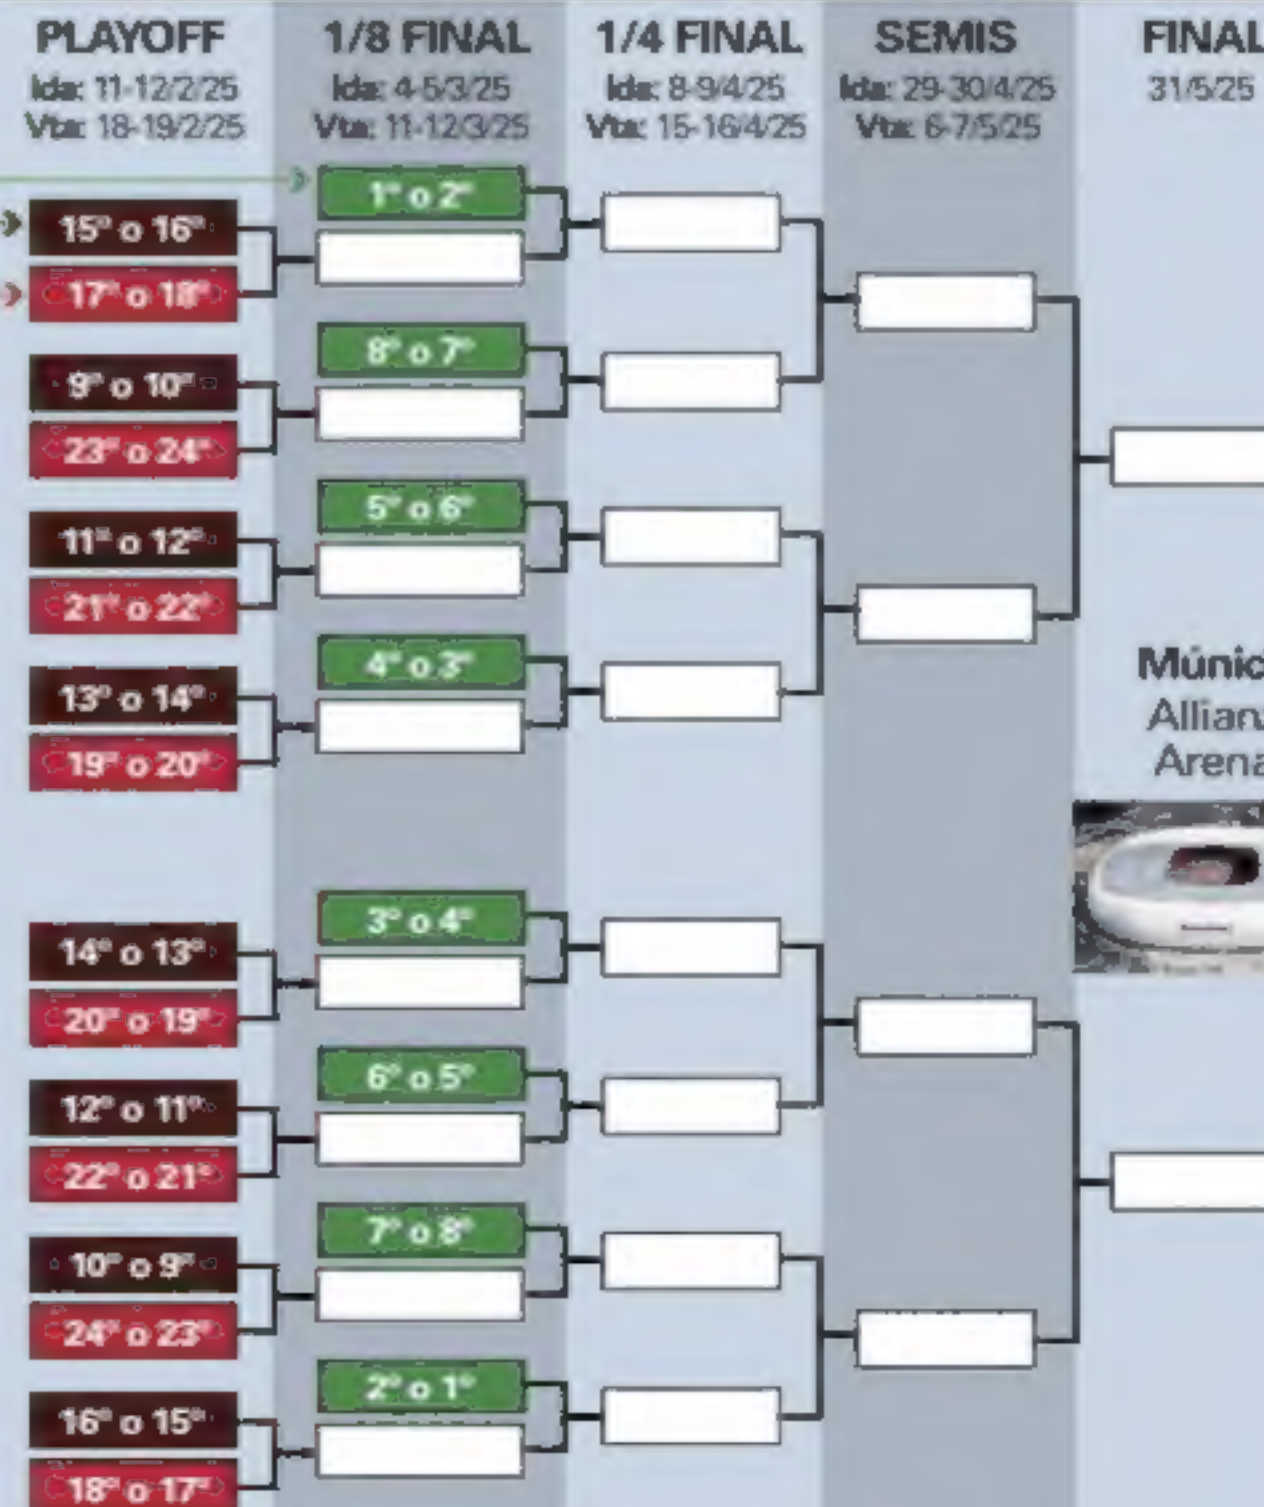 PLAYOFF
Ida: 11-12/2/25
Vta: 18-19/2/25
1/8 FINAL
Ida: 4-5/3/25
Vta: 11-12/3/25
1/4 FINAL
Ida: 8-9/4/25
Vta: 15-16/4/25
SEMIS
Ida: 29-30/4/25
Vta: 6-7/5/25
FINAL
31/5/25
15º o 16º
17º o 18º
9º o 10º
23º o 24º
11º o 12º
21º o 22º
13º o 14º
19º o 20º
14º o 13º
20º o 19º
12º o 11º
22º o 21º
10º o 9º
24º o 23º
16º o 15º
18º o 17º
1º o 2º
8º o 7º
5º o 6º
4º o 3º
3º o 4º
6º o 5º
7º o 8º
2º o 1º
Múnic
Allianz
Arena